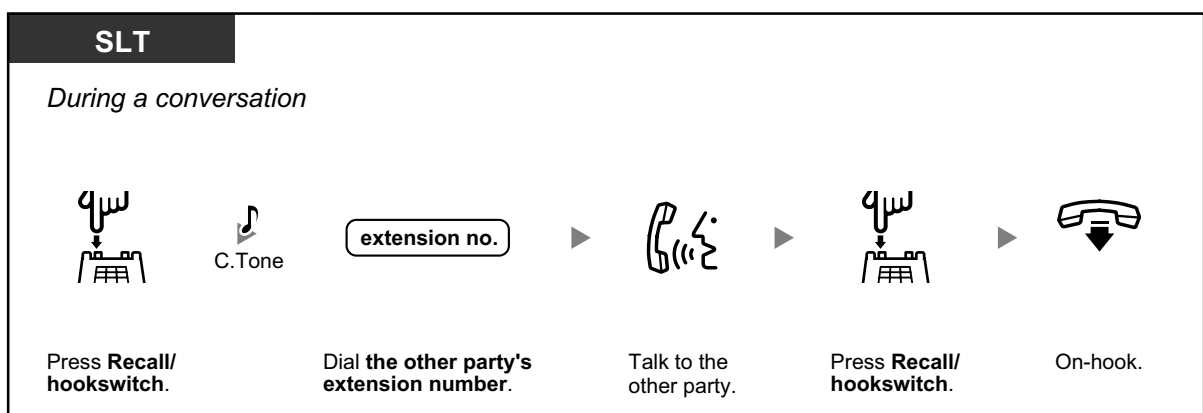 SLT
During a conversation
C.Tone
extension no.
Press Recall/
hookswitch.
Dial the other party's
extension number.
Talk to the
other party.
Press Recall/
hookswitch.
On-hook.